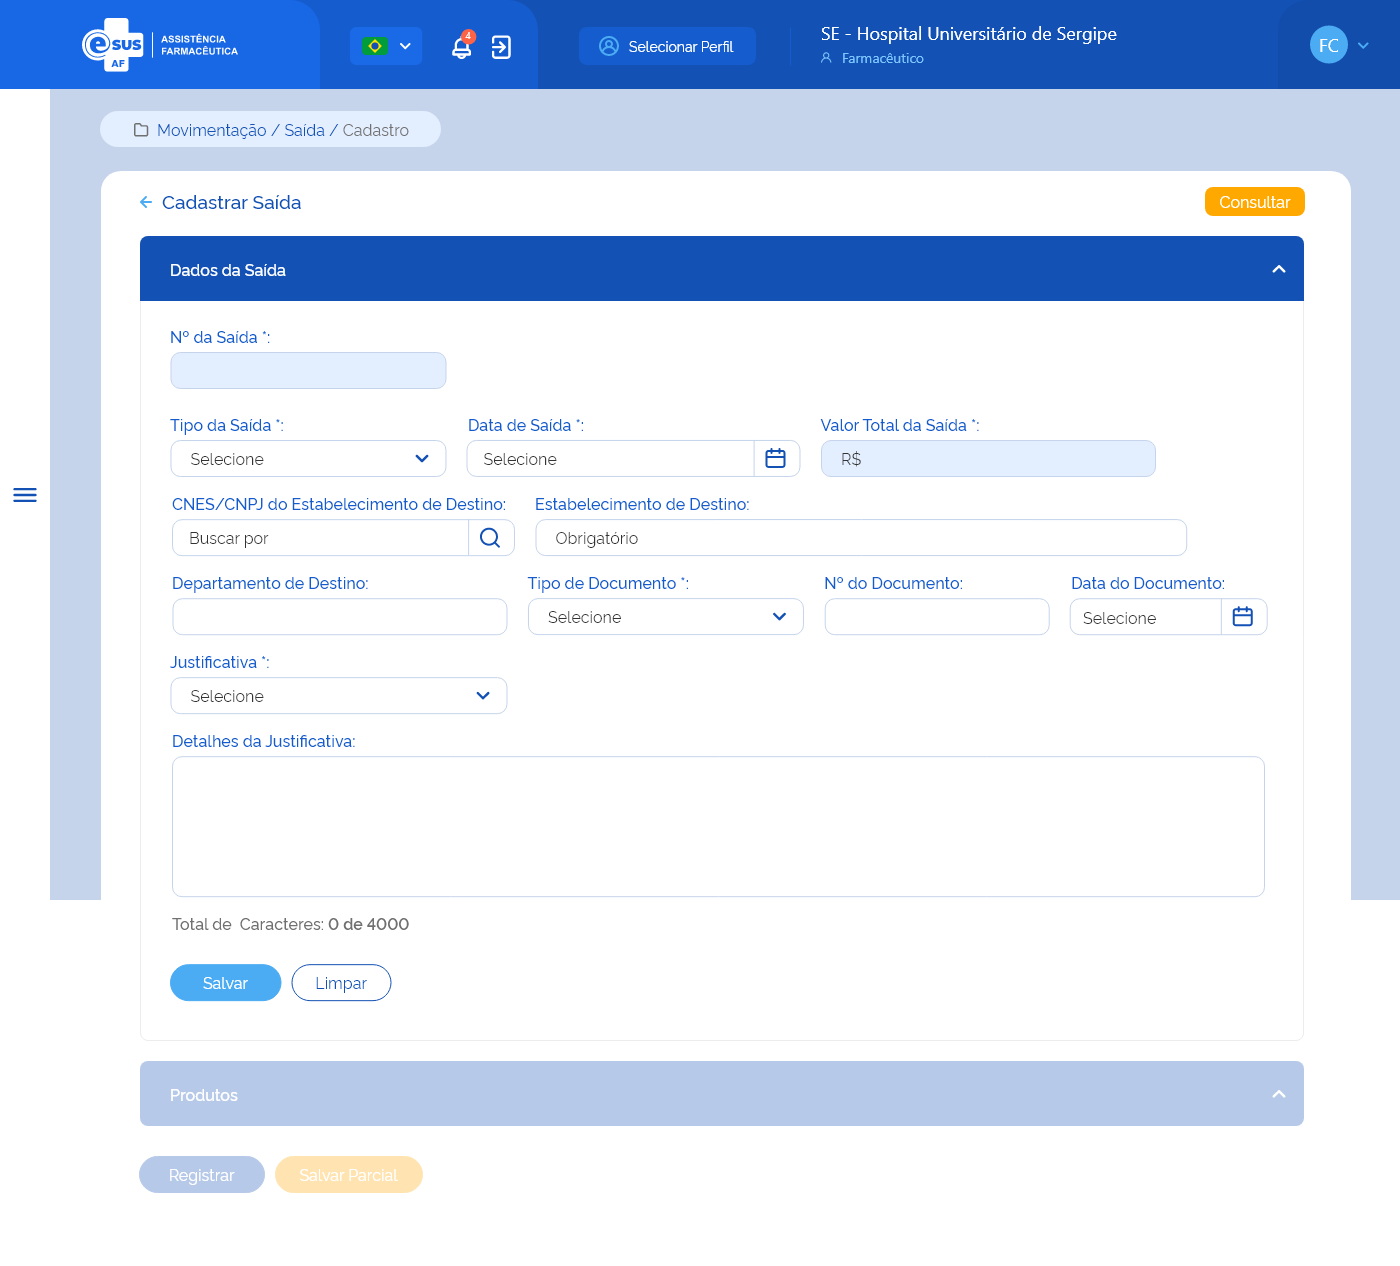 e sus AF ASSISTÊNCIA FARMACÊUTICA
4
Selecionar Perfil
SE - Hospital Universitário de Sergipe
Farmacêutico
FC
Movimentação / Saída / Cadastro
Cadastrar Saída
Consultar
Dados da Saída
Nº da Saída *:
Tipo da Saída *: Data de Saída *: Valor Total da Saída *:
Selecione Selecione R$
CNES/CNPJ do Estabelecimento de Destino: Estabelecimento de Destino:
Buscar por Obrigatório
Departamento de Destino: Tipo de Documento *: Nº do Documento: Data do Documento:
Selecione Selecione
Justificativa *:
Selecione
Detalhes da Justificativa:
Total de  Caracteres: 0 de 4000
Salvar Limpar
Produtos
Registrar Salvar Parcial